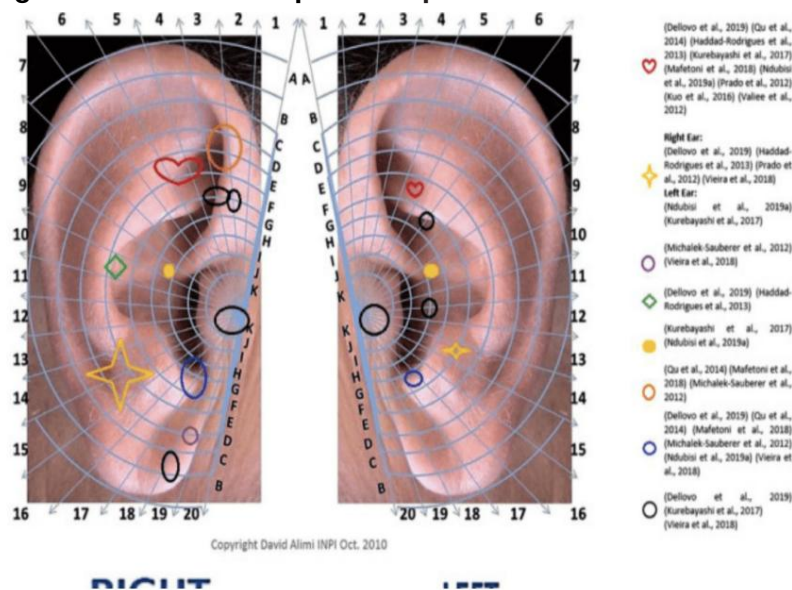 6 5 4 3 2 1 1 2 3 4 5 6
7 7
8 8
9 9
10 10
11 11
12 12
13 13
14 14
15 15
16 17 18 19 20 20 19 18 17 16
A
B
C
D
E
F
G
H
I
J
K
K
J
I
H
G
F
E
D
C
B
A
B
C
D
E
F
G
H
I
J
K
K
J
I
H
G
F
E
D
C
B
Copyright David Alimi INPI Oct. 2010
RIGHT LEFT
(Dellovo et al., 2019) (Qu et al.,
2014) (Haddad-Rodrigues et al.,
2013) (Kurebayashi et al., 2017)
(Mafetoni et al., 2018) (Ndubisi
et al., 2019a) (Prado et al., 2012)
(Kuo et al., 2016) (Vallee et al.,
2012)
Right Ear:
(Dellovo et al., 2019) (Haddad-
Rodrigues et al., 2013) (Prado et
al., 2012) (Vieira et al., 2018)
Left Ear:
(Ndubisi et al., 2019a)
(Kurebayashi et al., 2017)
(Michalek-Sauberer et al., 2012)
(Vieira et al., 2018)
(Dellovo et al., 2019) (Haddad-
Rodrigues et al., 2013)
(Kurebayashi et al., 2017)
(Ndubisi et al., 2019a)
(Qu et al., 2014) (Mafetoni et al.,
2018) (Michalek-Sauberer et al.,
2012)
(Dellovo et al., 2019) (Qu et al.,
2014) (Mafetoni et al., 2018)
(Michalek-Sauberer et al., 2012)
(Ndubisi et al., 2019a) (Vieira et
al., 2018)
(Dellovo et al., 2019)
(Kurebayashi et al., 2017)
(Vieira et al., 2018)